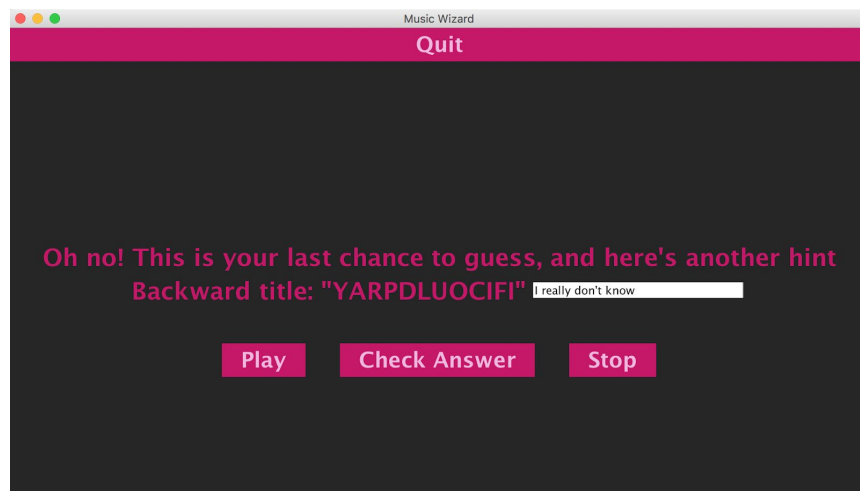 Music Wizard
Quit
Oh no! This is your last chance to guess, and here's another hint
Backward title: "YARPDLUOCIFI" I really don't know
Play Check Answer Stop